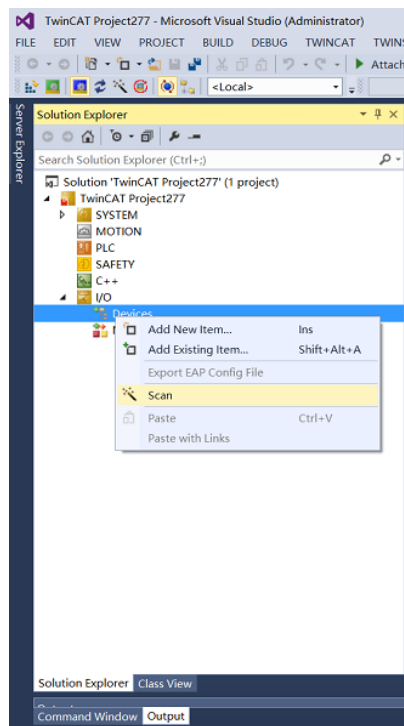 TwinCAT Project277 - Microsoft Visual Studio (Administrator)
FILE EDIT VIEW PROJECT BUILD DEBUG TWINCAT
Attach
<Local>
Server Explorer
Solution Explorer
Search Solution Explorer (Ctrl+;)
Solution 'TwinCAT Project277' (1 project)
TwinCAT Project277
SYSTEM
MOTION
PLC
SAFETY
C++
I/O
Devices
Add New Item... Ins
Add Existing Item... Shift+Alt+A
Export EAP Config File
Scan
Paste Ctrl+V
Paste with Links
Solution Explorer Class View
Command Window Output